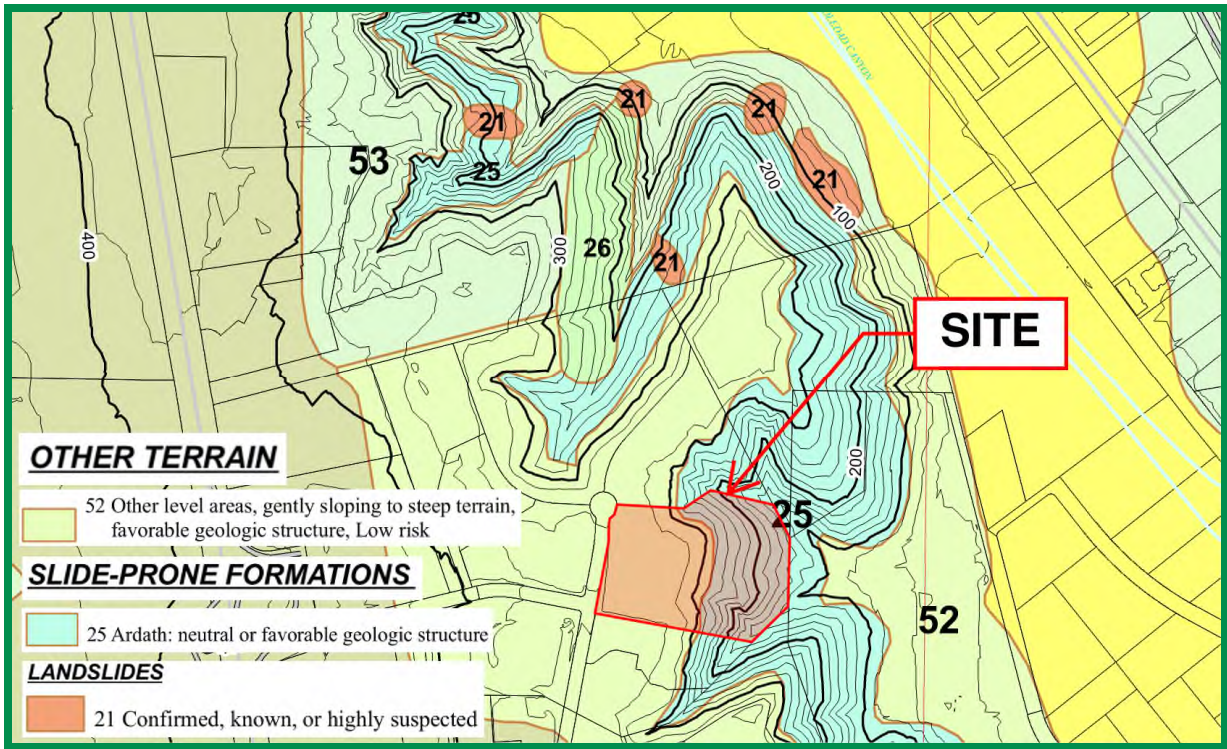 25
SOLEDAD CANYON
21
21
21
53
25
200
21
100
400
300
26
21
SITE
OTHER TERRAIN
52 Other level areas, gently sloping to steep terrain,
favorable geologic structure, Low risk
200
25
SLIDE-PRONE FORMATIONS
25 Ardath: neutral or favorable geologic structure
52
LANDSLIDES
21 Confirmed, known, or highly suspected